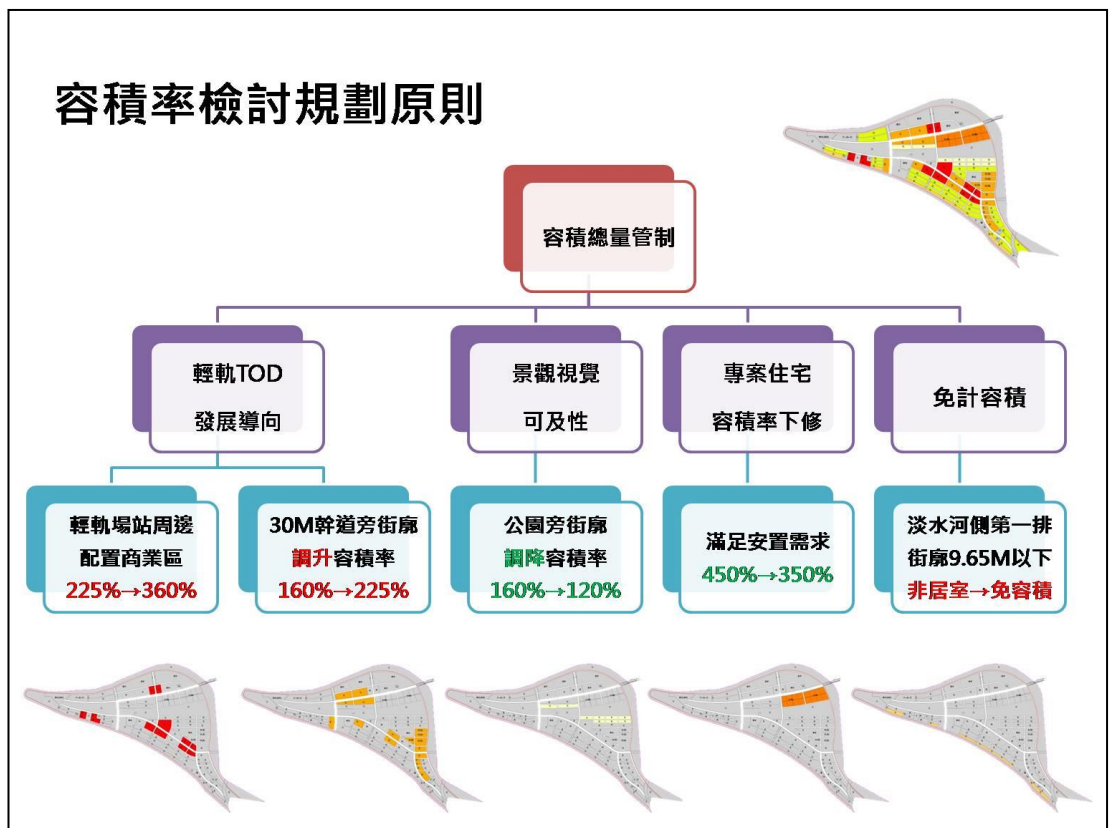 容積率檢討規劃原則
容積總量管制
輕軌TOD
發展導向
景觀視覺
可及性
專案住宅
容積率下修
免計容積
輕軌場站周邊
配置商業區
225%→360%
30M幹道旁街廓
調升容積率
160%→225%
公園旁街廓
調降容積率
160%→120%
滿足安置需求
450%→350%
淡水河側第一排
街廓9.65M以下
非居室→免容積